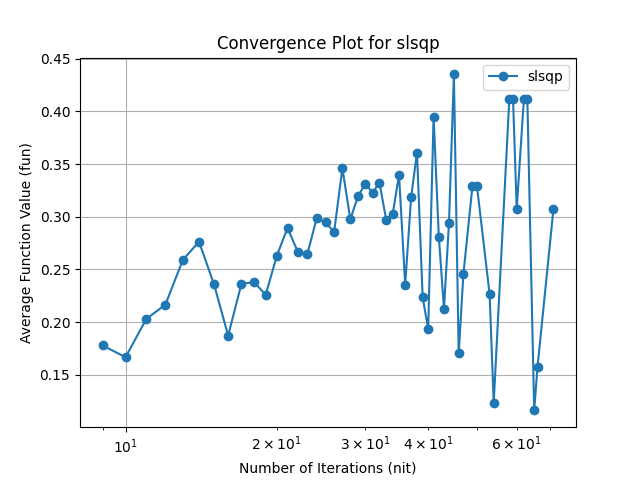 Convergence Plot for slsqp
slsqp
Average Function Value (fun)
0.45
0.40
0.35
0.30
0.25
0.20
0.15
10¹ 2 × 10¹ 3 × 10¹ 4 × 10¹ 6 × 10¹
Number of Iterations (nit)